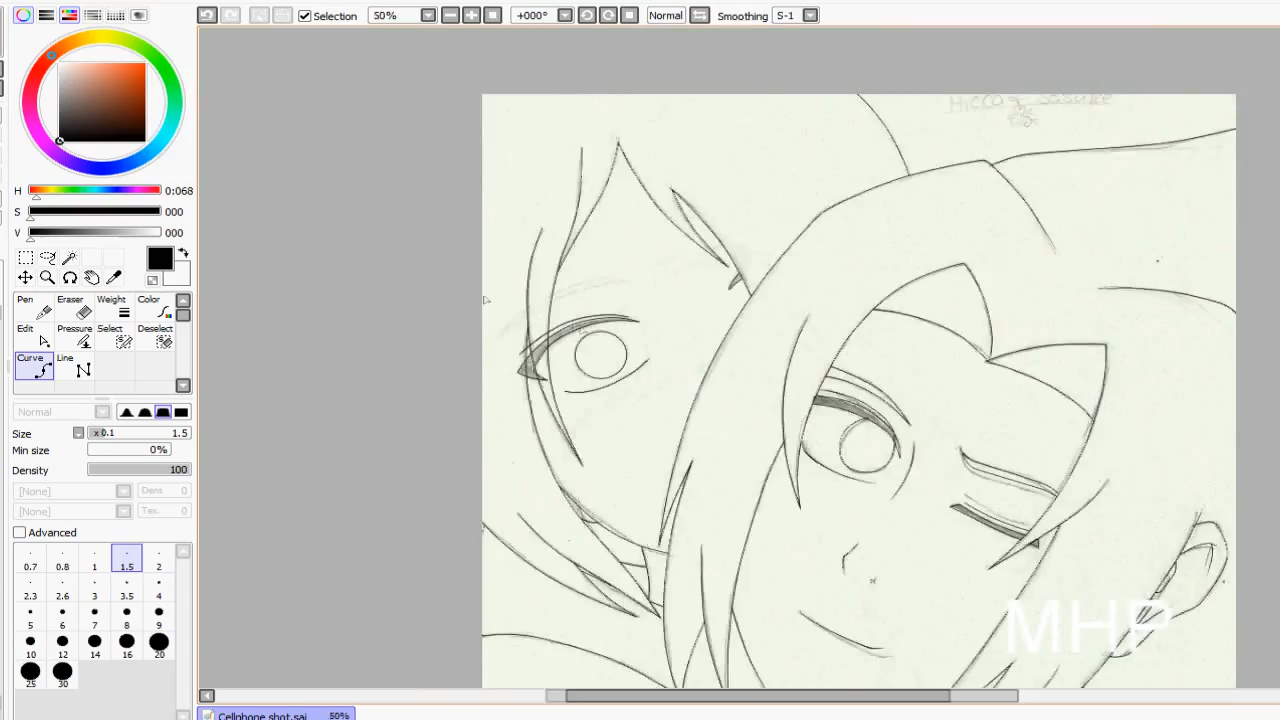 Selection 50% +000° Normal Smoothing S-1
H 0:068
S 000
V 000
Pen Eraser Weight Color
Edit Pressure Select Deselect
Curve Line
Normal
Size x 0.1 1.5
Min size 0%
Density 100
[None] Dens 0
[None] Tex. 0
Advanced
0.7 0.8 1 1.5 2
2.3 2.6 3 3.5 4
5 6 7 8 9
10 12 14 16 20
25 30
MHP
Cellphone shot.sai 50%